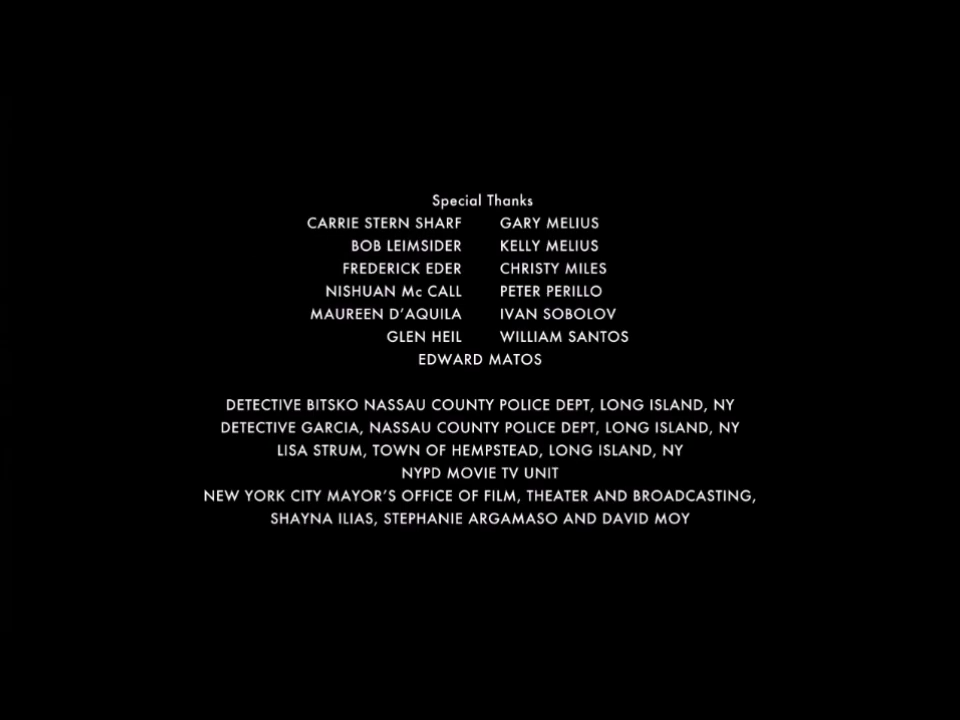 Special Thanks
CARRIE STERN SHARF GARY MELIUS
BOB LEIMSIDER KELLY MELIUS
FREDERICK EDER CHRISTY MILES
NISHUAN Mc CALL PETER PERILLO
MAUREEN D'AQUILA IVAN SOBOLOV
GLEN HEIL WILLIAM SANTOS
EDWARD MATOS
DETECTIVE BITSKO NASSAU COUNTY POLICE DEPT, LONG ISLAND, NY
DETECTIVE GARCIA, NASSAU COUNTY POLICE DEPT, LONG ISLAND, NY
LISA STRUM, TOWN OF HEMPSTEAD, LONG ISLAND, NY
NYPD MOVIE TV UNIT
NEW YORK CITY MAYOR'S OFFICE OF FILM, THEATER AND BROADCASTING,
SHAYNA ILIAS, STEPHANIE ARGAMASO AND DAVID MOY